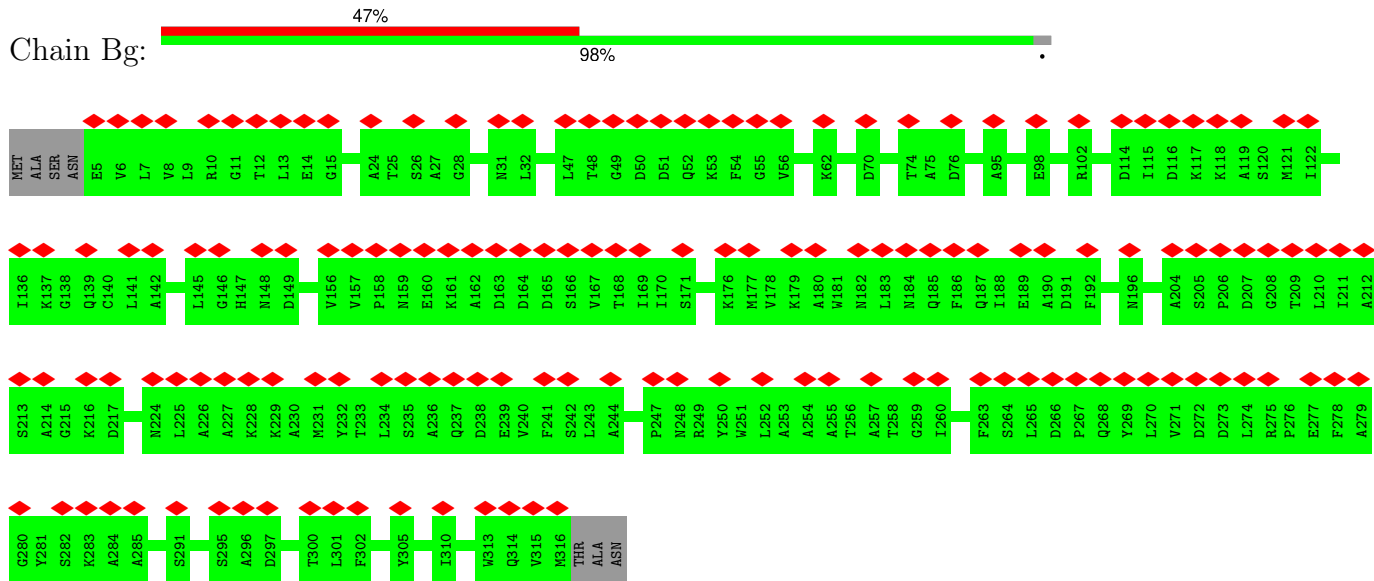 47%
Chain Bg:
98%
.
MET ALA SER ASN E5 V6 L7 V8 L9 R10 G11 T12 L13 E14 G15 A24 T25 S26 A27 G28 N31 L32 L47 T48 G49 D50 D51 Q52 K53 F54 G55 V56 K62 D70 T74 A75 D76 A95 E98 R102 D114 I115 D116 K117 K118 A119 S120 M121 I122
I136 K137 G138 Q139 C140 L141 A142 L145 G146 H147 N148 D149 V156 V157 P158 N159 E160 K161 A162 D163 D164 D165 S166 V167 T168 I169 I170 S171 K176 M177 V178 K179 A180 W181 N182 L183 N184 Q185 F186 Q187 I188 E189 A190 D191 F192 N196 A204 S205 P206 D207 G208 T209 L210 I211 A212
S213 A214 G215 K216 D217 N224 L225 A226 A227 K228 K229 A230 M231 Y232 T233 L234 S235 A236 Q237 D238 E239 V240 F241 S242 L243 A244 P247 N248 R249 Y250 W251 L252 A253 A254 A255 T256 A257 T258 G259 I260 F263 S264 L265 D266 P267 Q268 Y269 L270 V271 D272 D273 L274 R275 P276 E277 F278 A279
G280 Y281 S282 K283 A284 A285 S291 S295 A296 D297 T300 L301 F302 Y305 I310 W313 Q314 V315 M316 THR ALA ASN